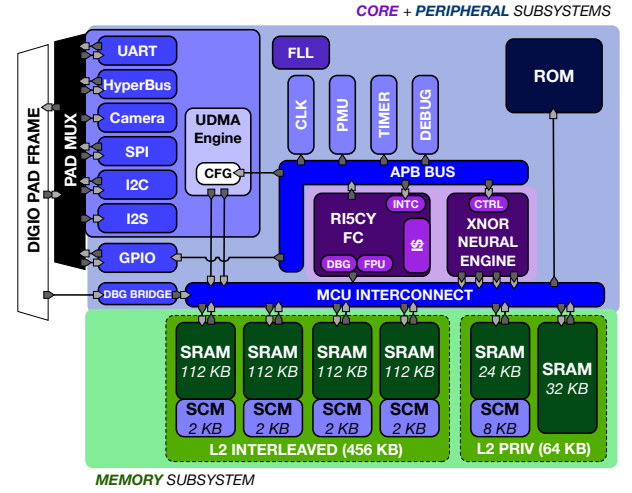 CORE + PERIPHERAL SUBSYSTEMS
DIGIO PAD FRAME
PAD MUX
UART
HyperBus
Camera
SPI
I2C
I2S
GPIO
DBG BRIDGE
UDMA
Engine
CFG
FLL
CLK
PMU
TIMER
DEBUG
ROM
APB BUS
RI5CY
FC
INTC
I$
DBG
FPU
CTRL
XNOR
NEURAL
ENGINE
MCU INTERCONNECT
SRAM
112 KB
SCM
2 KB
SRAM
112 KB
SCM
2 KB
SRAM
112 KB
SCM
2 KB
SRAM
112 KB
SCM
2 KB
L2 INTERLEAVED (456 KB)
SRAM
24 KB
SCM
8 KB
SRAM
32 KB
L2 PRIV (64 KB)
MEMORY SUBSYSTEM